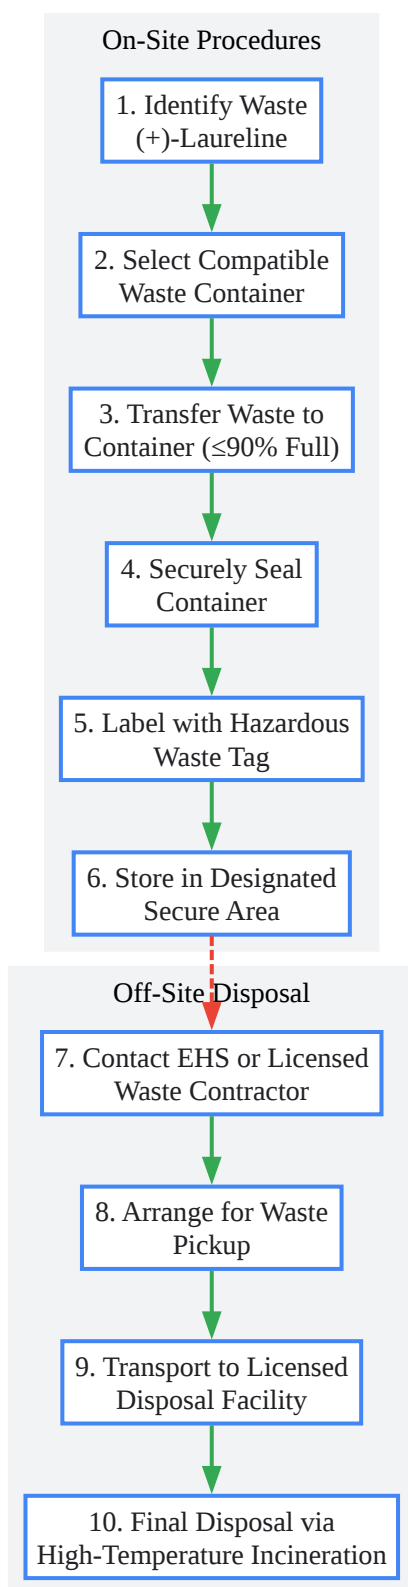 On-Site Procedures
1. Identify Waste
(+)-Laureline
2. Select Compatible
Waste Container
3. Transfer Waste to
Container (≤90% Full)
4. Securely Seal
Container
5. Label with Hazardous
Waste Tag
6. Store in Designated
Secure Area
Off-Site Disposal
7. Contact EHS or Licensed
Waste Contractor
8. Arrange for Waste
Pickup
9. Transport to Licensed
Disposal Facility
10. Final Disposal via
High-Temperature Incineration